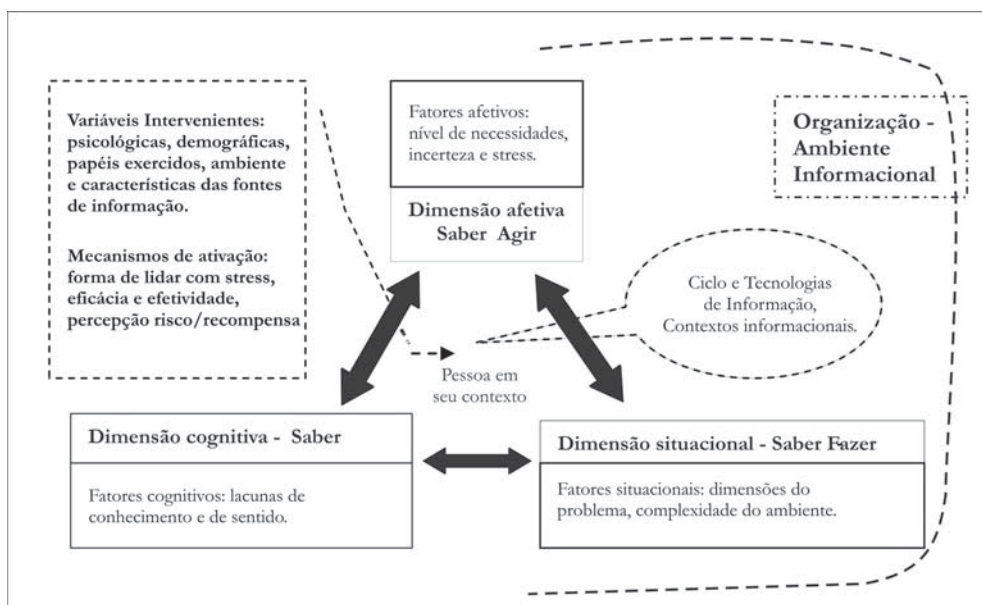 Variáveis Intervenientes:
psicológicas, demográficas,
papéis exercidos, ambiente
e características das fontes
de informação.
Mecanismos de ativação:
forma de lidar com stress,
eficácia e efetividade,
percepção risco/recompensa
Fatores afetivos:
nível de necessidades,
incerteza e stress.
Dimensão afetiva
Saber Agir
Organização -
Ambiente
Informacional
Ciclo e Tecnologias
de Informação,
Contextos informacionais.
Pessoa em
seu contexto
Dimensão cognitiva - Saber
Fatores cognitivos: lacunas de
conhecimento e de sentido.
Dimensão situacional - Saber Fazer
Fatores situacionais: dimensões do
problema, complexidade do ambiente.